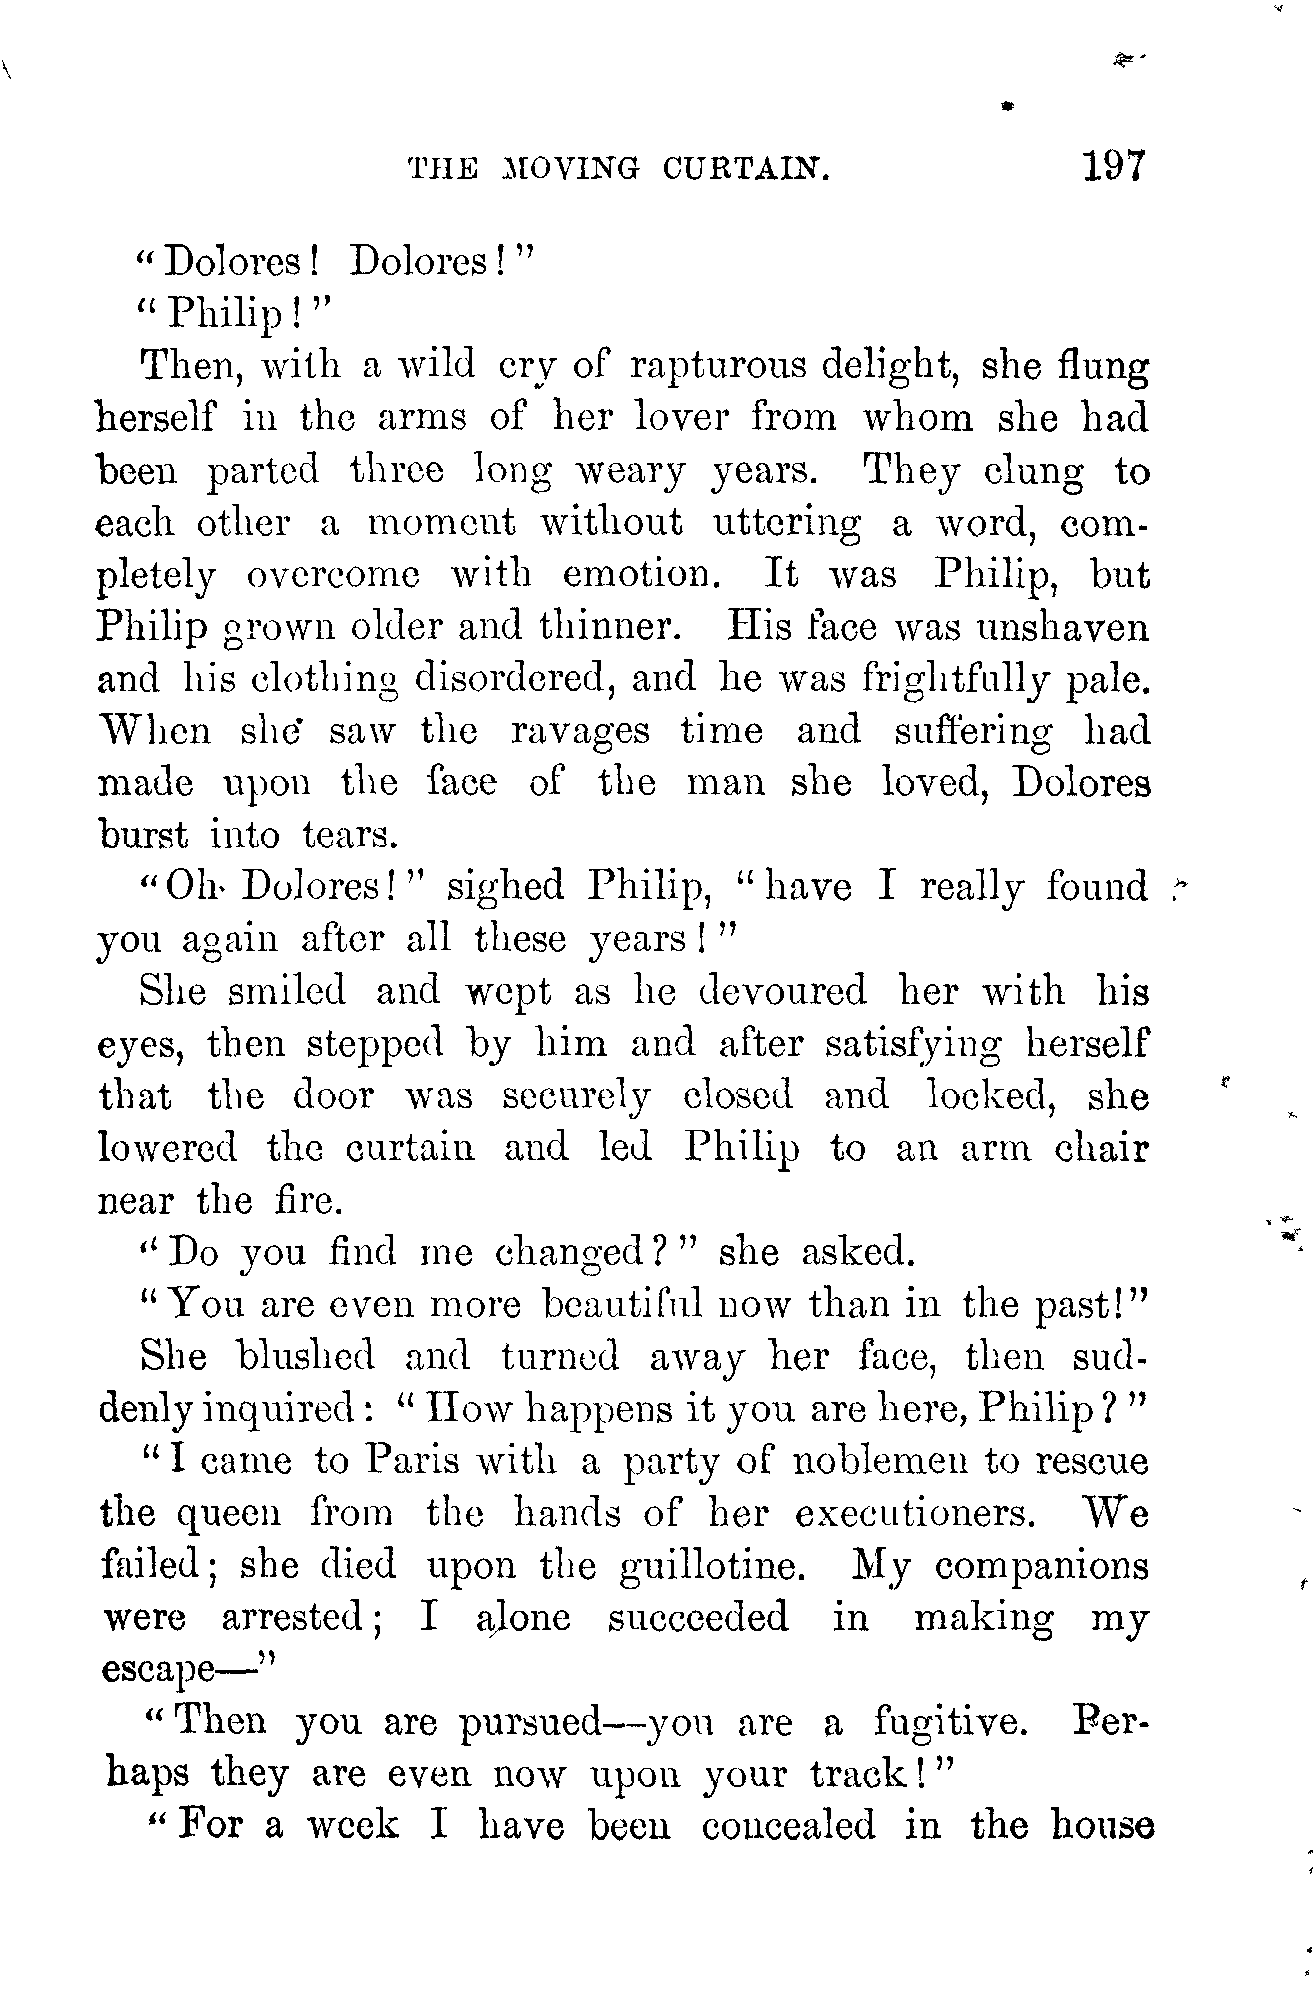 THE MOVING CURTAIN. 197
“Dolores! Dolores!”
“Philip!”
Then, with a wild cry of rapturous delight, she flung
herself in the arms of her lover from whom she had
been parted three long weary years. They clung to
each other a moment without uttering a word, com-
pletely overcome with emotion. It was Philip, but
Philip grown older and thinner. His face was unshaven
and his clothing disordered, and he was frightfully pale.
When she saw the ravages time and suffering had
made upon the face of the man she loved, Dolores
burst into tears.
“Oh Dolores!” sighed Philip, “have I really found
you again after all these years!”
She smiled and wept as he devoured her with his
eyes, then stepped by him and after satisfying herself
that the door was securely closed and locked, she
lowered the curtain and led Philip to an arm chair
near the fire.
“Do you find me changed?” she asked.
“You are even more beautiful now than in the past!”
She blushed and turned away her face, then sud-
denly inquired: “How happens it you are here, Philip?”
“I came to Paris with a party of noblemen to rescue
the queen from the hands of her executioners. We
failed; she died upon the guillotine. My companions
were arrested; I alone succeeded in making my
escape—”
“Then you are pursued—you are a fugitive. Per-
haps they are even now upon your track!”
“For a week I have been concealed in the house